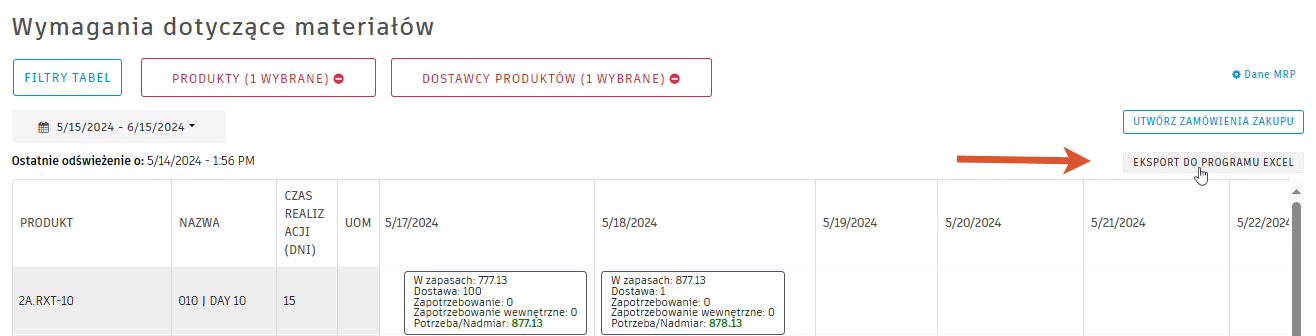 Wymagania dotyczące materiałów
FILTRY TABEL
PRODUKTY (1 WYBRANE)
DOSTAWCY PRODUKTÓW (1 WYBRANE)
Dane MRP
5/15/2024 - 6/15/2024
UTWÓRZ ZAMÓWIENIA ZAKUPU
Ostatnie odświeżenie o: 5/14/2024 - 1:56 PM
EKSPORT DO PROGRAMU EXCEL
PRODUKT
NAZWA
CZAS
REALIZ
ACJI
(DNI)
UOM
5/17/2024
5/18/2024
5/19/2024
5/20/2024
5/21/2024
5/22/2024
2A.RXT-10
010 | DAY 10
15
W zapasach: 777.13
Dostawa: 100
Zapotrzebowanie: 0
Zapotrzebowanie wewnętrzne: 0
Potrzeba/Nadmiar: 877.13
W zapasach: 877.13
Dostawa: 1
Zapotrzebowanie: 0
Zapotrzebowanie wewnętrzne: 0
Potrzeba/Nadmiar: 878.13